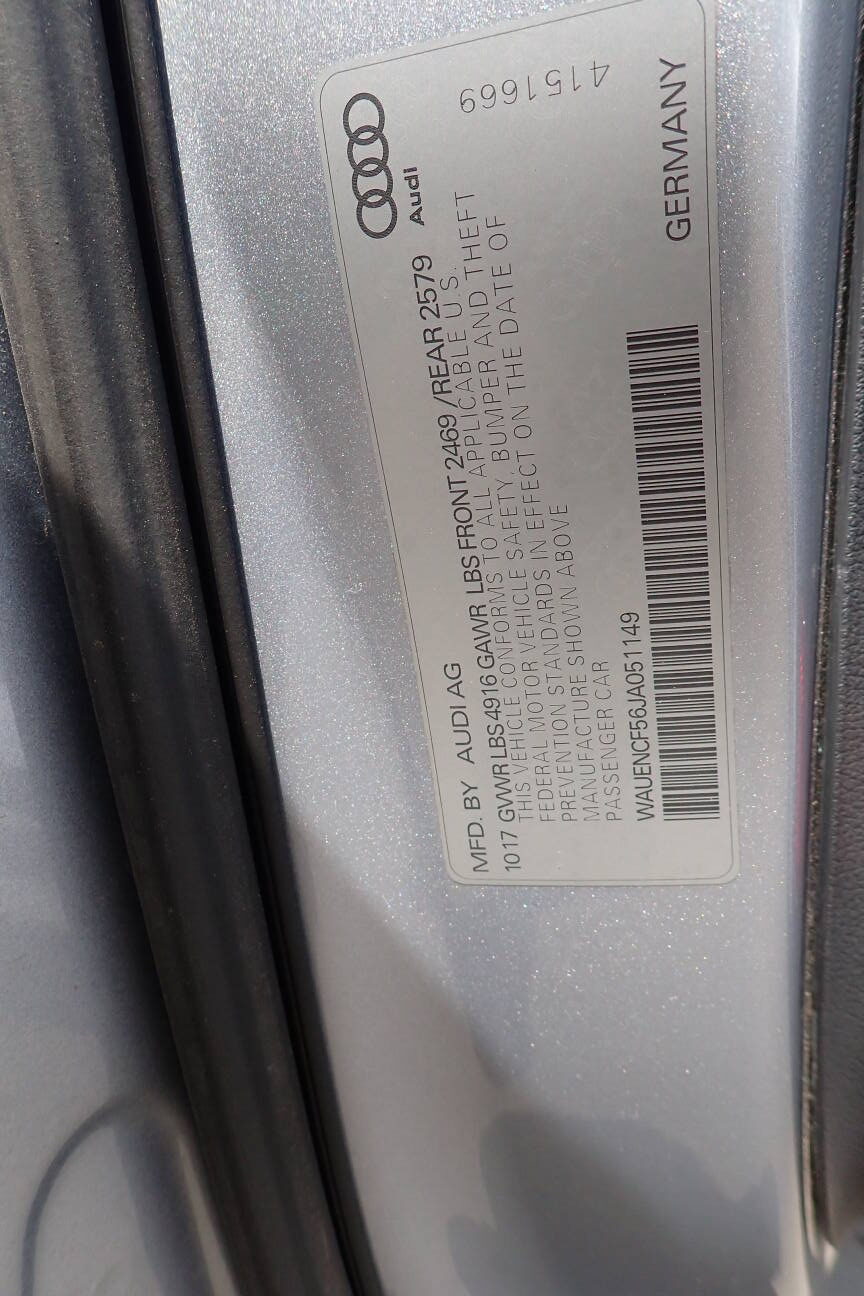 Audi
MFD. BY AUDI AG
1017 GVWR LBS 4916 GAWR LBS FRONT 2469 /REAR 2579
THIS VEHICLE CONFORMS TO ALL APPLICABLE U.S.
FEDERAL MOTOR VEHICLE SAFETY, BUMPER AND THEFT
PREVENTION STANDARDS IN EFFECT ON THE DATE OF
MANUFACTURE SHOWN ABOVE
PASSENGER CAR
WAUENCF56JA051149
4151669
GERMANY